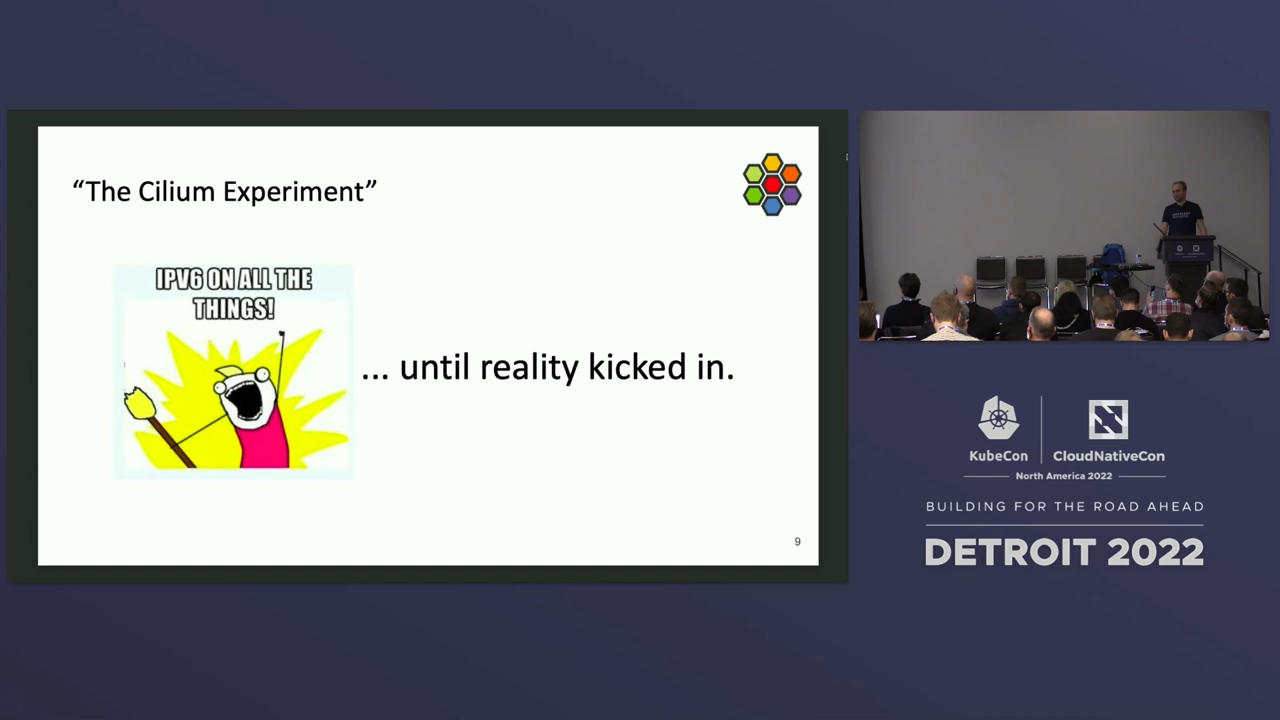 “The Cilium Experiment”
IPV6 ON ALL THE
THINGS!
... until reality kicked in.
9
KubeCon
CloudNativeCon
North America 2022
BUILDING FOR THE ROAD AHEAD
DETROIT 2022